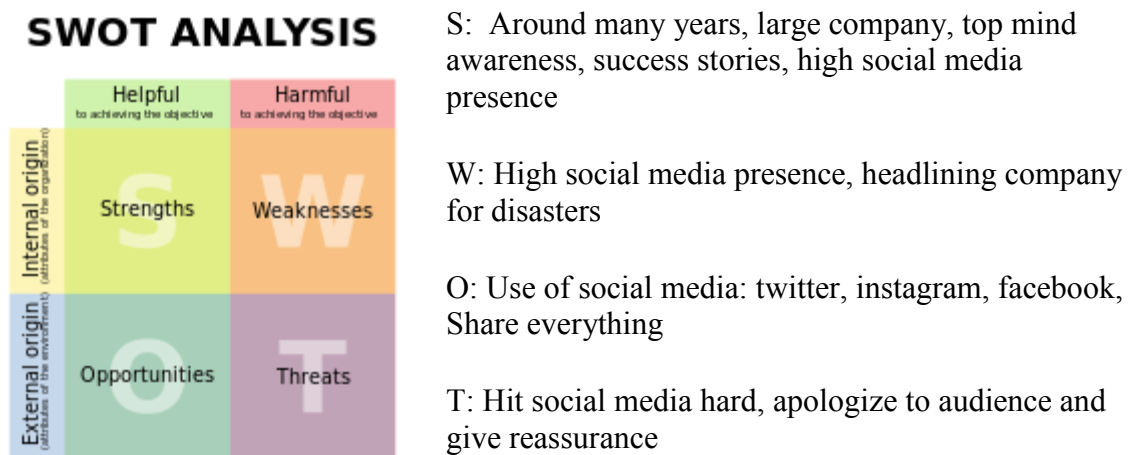 SWOT ANALYSIS
Helpful
to achieving the objective
Harmful
to achieving the objective
Internal origin
(attributes of the organization)
S
Strengths
W
Weaknesses
External origin
(attributes of the environment)
O
Opportunities
T
Threats
S:  Around many years, large company, top mind
awareness, success stories, high social media
presence
W: High social media presence, headlining company
for disasters
O: Use of social media: twitter, instagram, facebook,
Share everything
T: Hit social media hard, apologize to audience and
give reassurance